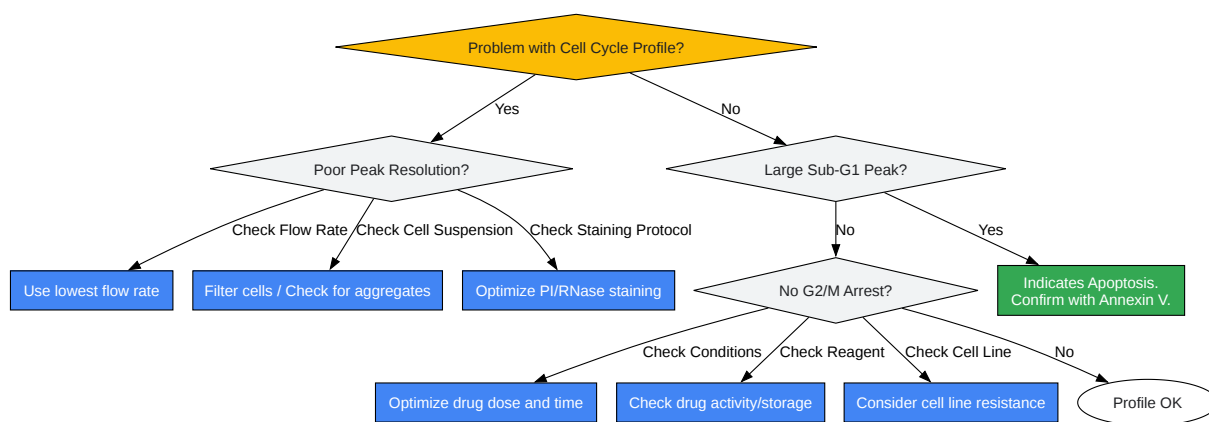 Problem with Cell Cycle Profile?
Yes
No
Poor Peak Resolution?
Large Sub-G1 Peak?
Check Flow Rate
Check Cell Suspension
Check Staining Protocol
No
Yes
Use lowest flow rate
Filter cells / Check for aggregates
Optimize PI/RNase staining
No G2/M Arrest?
Indicates Apoptosis.
Confirm with Annexin V.
Check Conditions
Check Reagent
Check Cell Line
No
Optimize drug dose and time
Check drug activity/storage
Consider cell line resistance
Profile OK